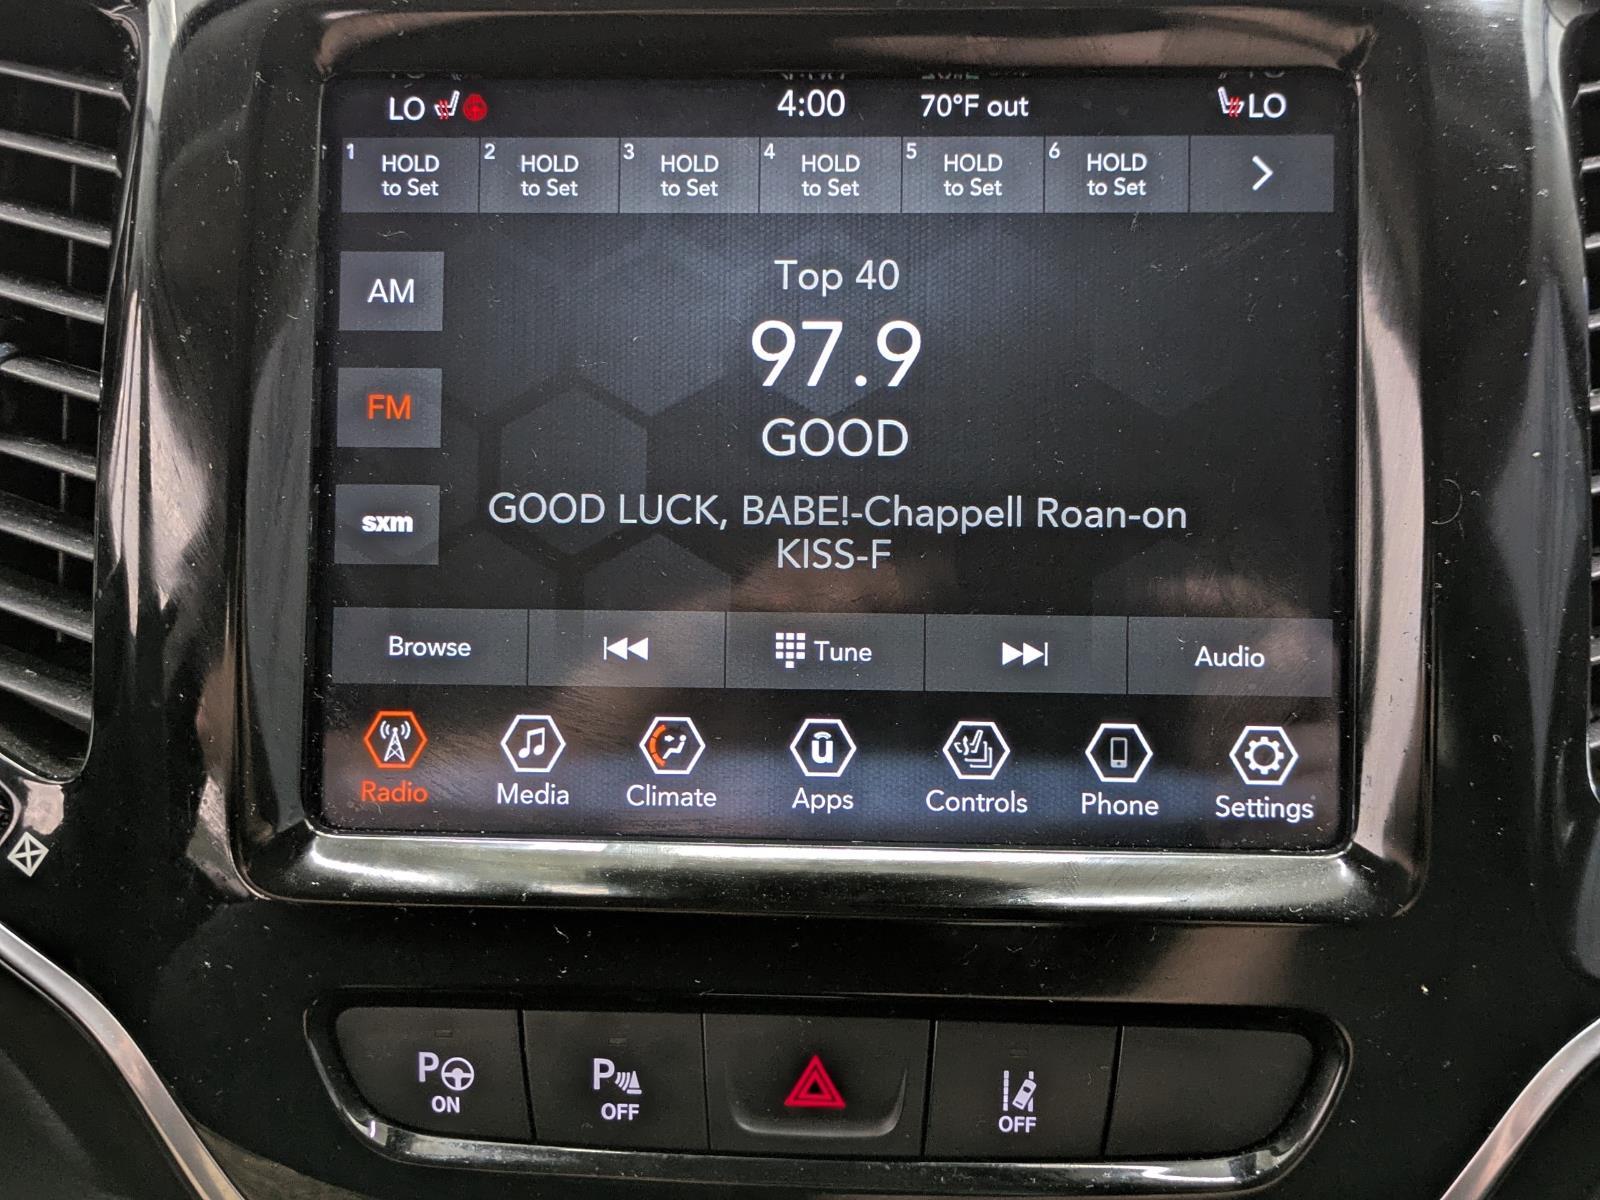 LO 4:00 70°F out LO
1 HOLD to Set
2 HOLD to Set
3 HOLD to Set
4 HOLD to Set
5 HOLD to Set
6 HOLD to Set
Top 40
AM
97.9
FM
GOOD
GOOD LUCK, BABE!-Chappell Roan-on
sxm
KISS-F
Browse Tune Audio
Radio Media Climate Apps Controls Phone Settings
P ON
P OFF
OFF